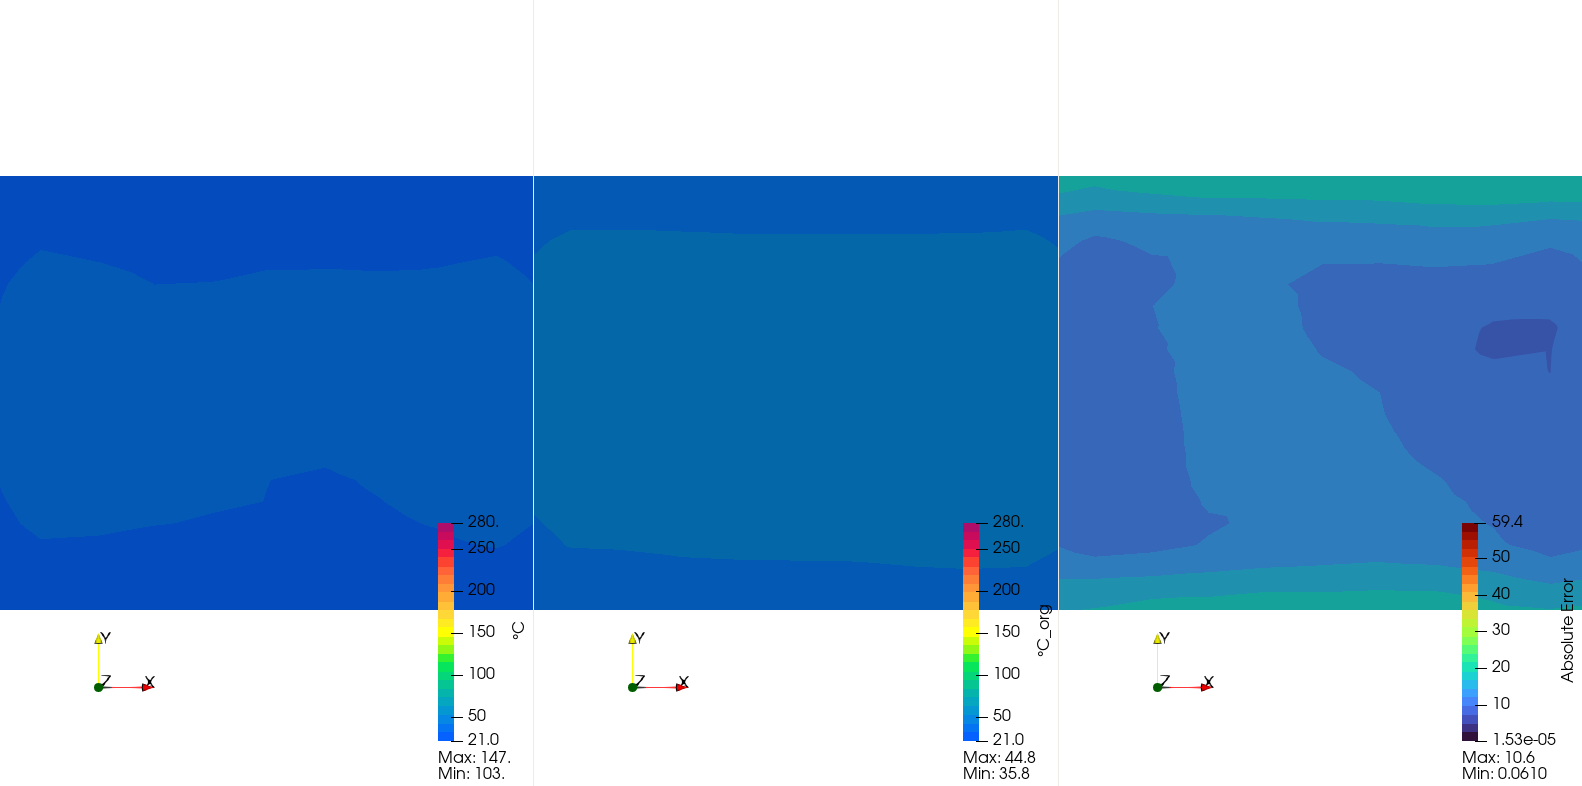 280.
250
200
150
100
50
21.0
°C
Max: 147.
Min: 103.
Y
Z
X
280.
250
200
150
100
50
21.0
°C_org
Max: 44.8
Min: 35.8
Y
Z
X
59.4
50
40
30
20
10
1.53e-05
Absolute Error
Max: 10.6
Min: 0.0610
Y
Z
X